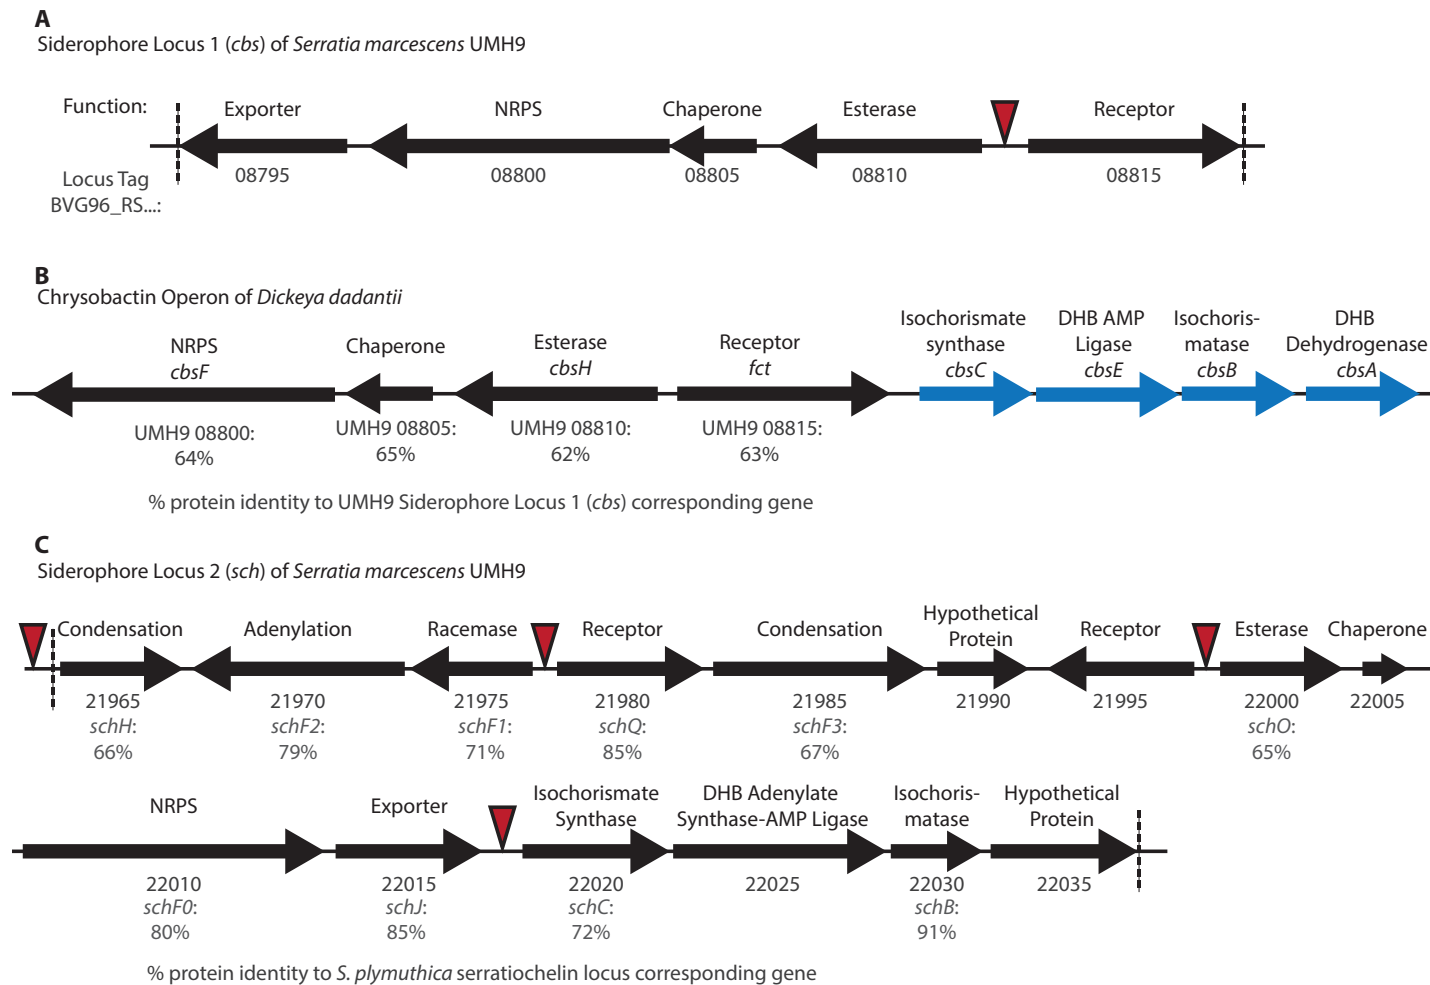 A
Siderophore Locus 1 (cbs) of Serratia marcescens UMH9
Function: Exporter NRPS Chaperone Esterase Receptor
Locus Tag
BVG96_RS...:
08795 08800 08805 08810 08815
B
Chrysobactin Operon of Dickeya dadantii
NRPS
cbsF
Chaperone
Esterase
cbsH
Receptor
fct
Isochorismate
synthase
cbsC
DHB AMP
Ligase
cbsE
Isochoris-
matase
cbsB
DHB
Dehydrogenase
cbsA
UMH9 08800:
64%
UMH9 08805:
65%
UMH9 08810:
62%
UMH9 08815:
63%
% protein identity to UMH9 Siderophore Locus 1 (cbs) corresponding gene
C
Siderophore Locus 2 (sch) of Serratia marcescens UMH9
Condensation
21965
schH:
66%
Adenylation
21970
schF2:
79%
Racemase
21975
schF1:
71%
Receptor
21980
schQ:
85%
Condensation
21985
schF3:
67%
Hypothetical
Protein
21990
Receptor
21995
Esterase
22000
schO:
65%
Chaperone
22005
NRPS
22010
schF0:
80%
Exporter
22015
schJ:
85%
Isochorismate
Synthase
22020
schC:
72%
DHB Adenylate
Synthase-AMP Ligase
22025
Isochoris-
matase
22030
schB:
91%
Hypothetical
Protein
22035
% protein identity to S. plymuthica serratiochelin locus corresponding gene